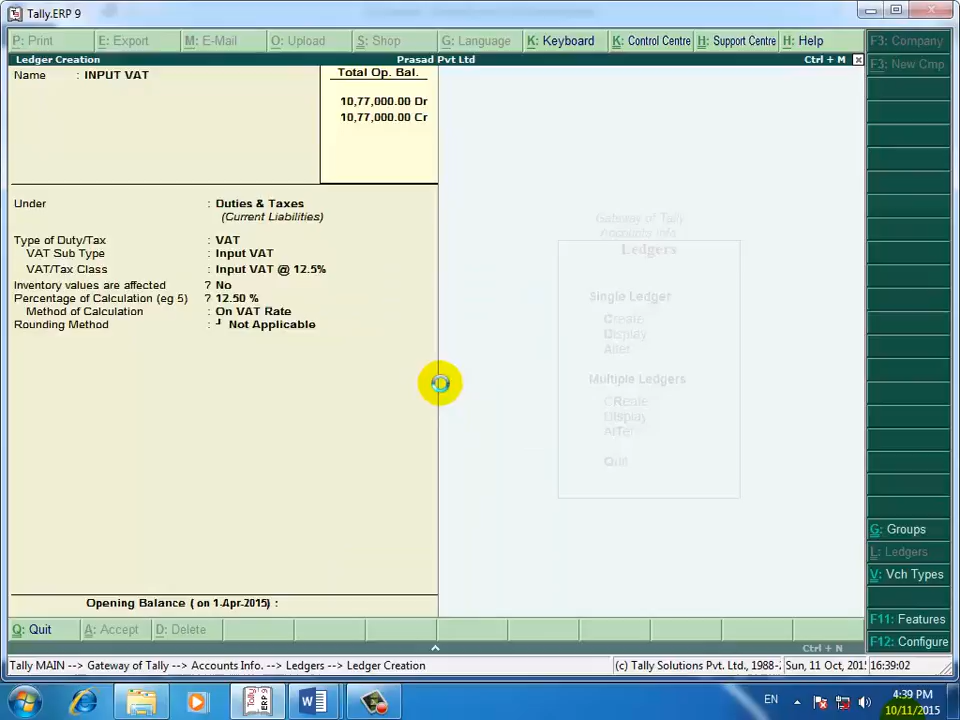 Tally.ERP 9
P: Print
E: Export
M: E-Mail
O: Upload
S: Shop
G: Language
K: Keyboard
K: Control Centre
H: Support Centre
H: Help
F3: Company
F3: New Cmp
Ledger Creation
Prasad Pvt Ltd
Ctrl + M
Name : INPUT VAT
Total Op. Bal.
10,77,000.00 Dr
10,77,000.00 Cr
Under : Duties & Taxes
(Current Liabilities)
Type of Duty/Tax : VAT
VAT Sub Type : Input VAT
VAT/Tax Class : Input VAT @ 12.5%
Inventory values are affected ? No
Percentage of Calculation (eg 5) ? 12.50 %
Method of Calculation : On VAT Rate
Rounding Method : ┘ Not Applicable
Gateway of Tally
Accounts Info.
Ledgers
Single Ledger
Create
Display
Alter
Multiple Ledgers
CReate
DIsplay
AlTer
Quit
Opening Balance ( on 1-Apr-2015) :
G: Groups
L: Ledgers
V: Vch Types
F11: Features
F12: Configure
Q: Quit
A: Accept
D: Delete
Ctrl + N
Tally MAIN --> Gateway of Tally --> Accounts Info. --> Ledgers --> Ledger Creation
(c) Tally Solutions Pvt. Ltd., 1988-
Sun, 11 Oct, 201
16:39:02
EN
4:39 PM
10/11/2015